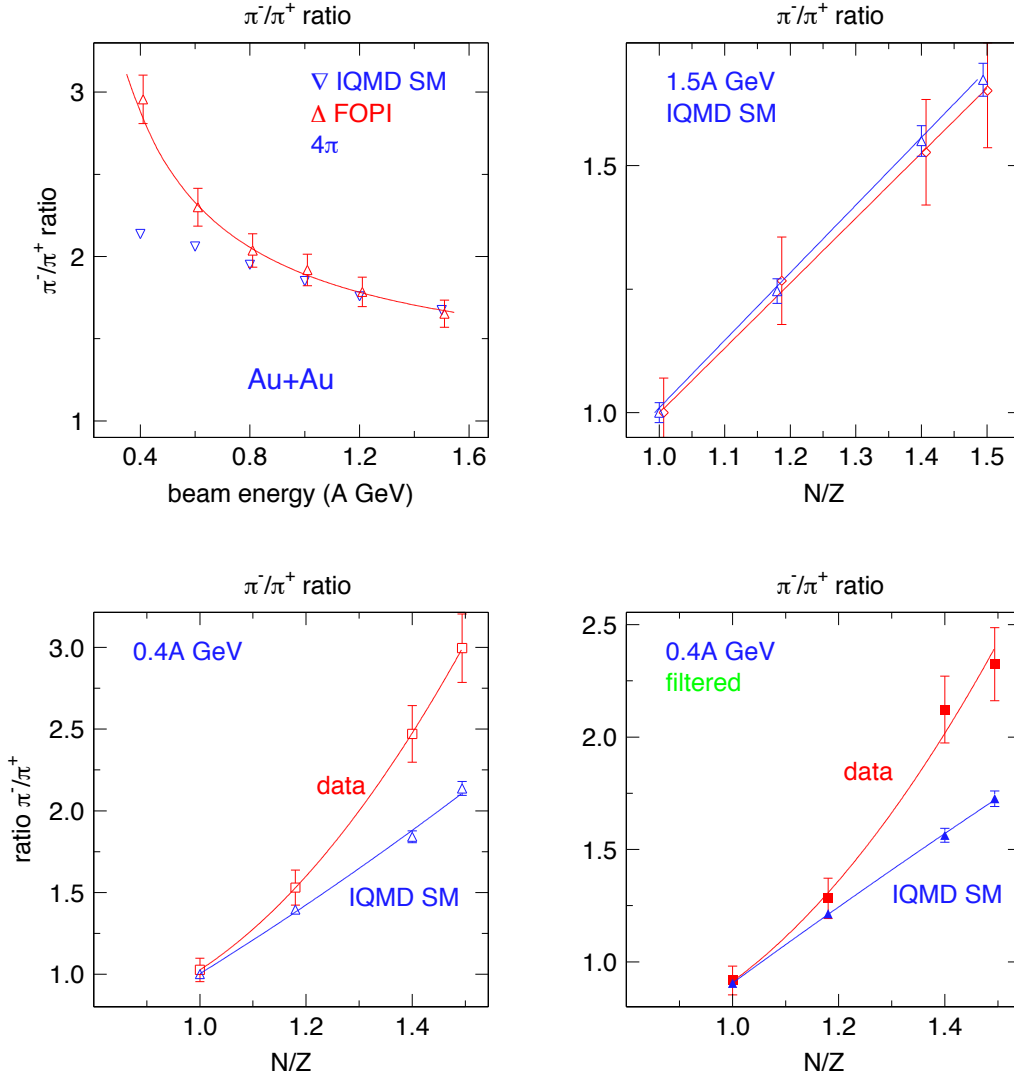 π⁻/π⁺ ratio
3
2
1
π⁻/π⁺ ratio
∇ IQMD SM
Δ FOPI
4π
Au+Au
0.4 0.8 1.2 1.6
beam energy (A GeV)
π⁻/π⁺ ratio
1.5A GeV
IQMD SM
1.5
1.0
1.0 1.1 1.2 1.3 1.4 1.5
N/Z
π⁻/π⁺ ratio
0.4A GeV
3.0
2.5
2.0
1.5
1.0
ratio π⁻/π⁺
data
IQMD SM
1.0 1.2 1.4
N/Z
π⁻/π⁺ ratio
0.4A GeV
filtered
2.5
2.0
1.5
1.0
data
IQMD SM
1.0 1.2 1.4
N/Z